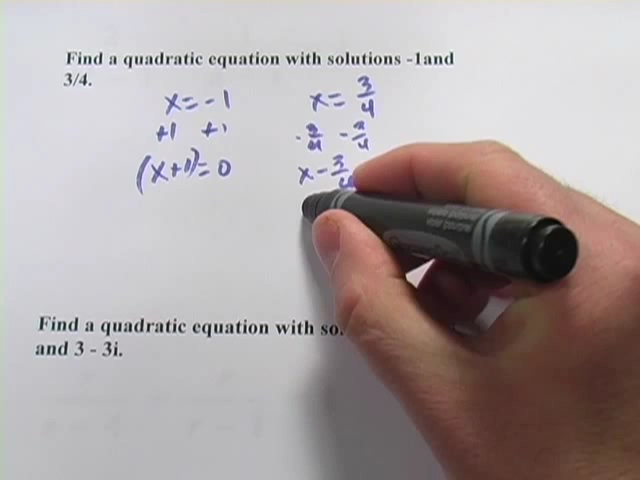 Find a quadratic equation with solutions -1and
3/4.
x = -1   x = 3/4
+1 +1   - 3/4 - 3/4
(x+1) = 0   x - 3/4
Find a quadratic equation with so
and 3 - 3i.